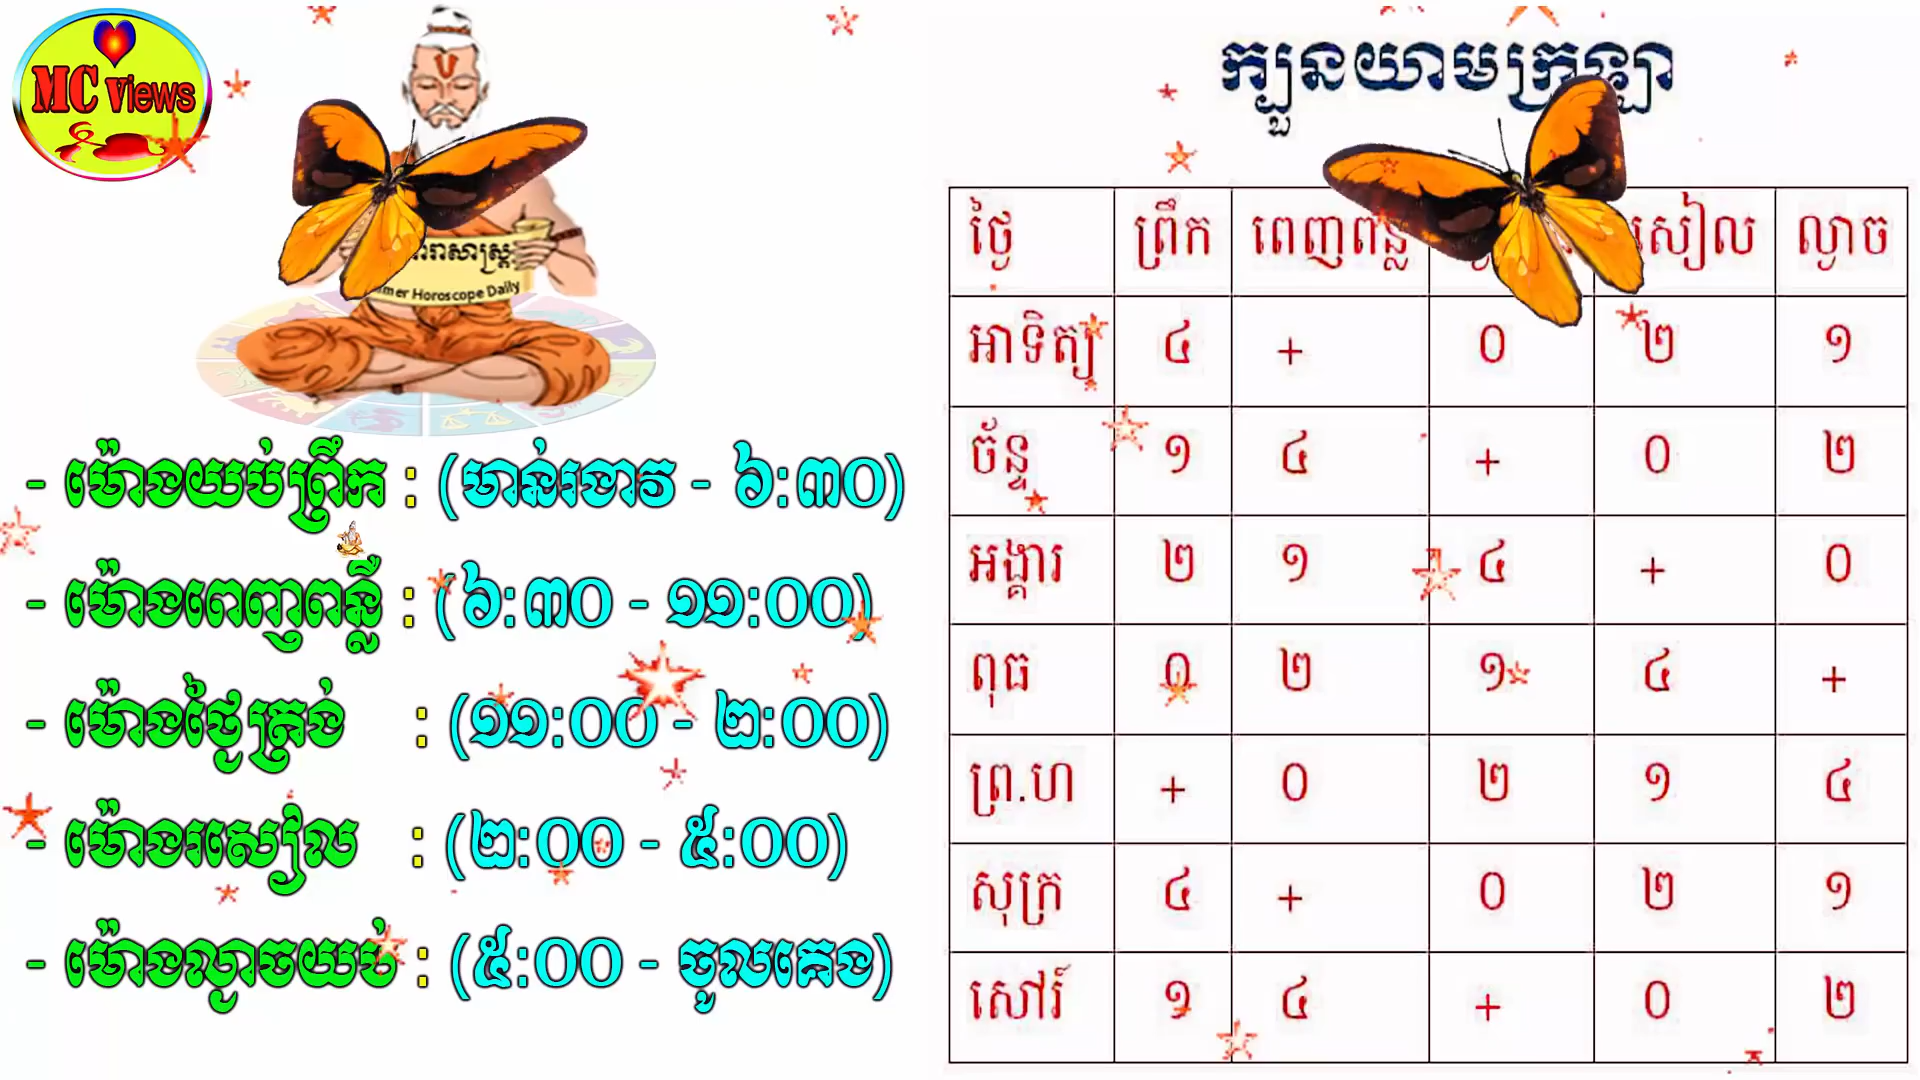 MC Views
Horoscope Daily
- ម៉ោងយប់ព្រឹក : (មាន់រងាវ - ៦:៣០)
- ម៉ោងពេញពន្លឺ : (៦:៣០ - ១១:០០)
- ម៉ោងថ្ងៃត្រង់ : (១១:០០ - ២:០០)
- ម៉ោងរសៀល : (២:០០ - ៥:០០)
- ម៉ោងល្ងាចយប់ : (៥:០០ - ចូលគេង)
ក្បួនយាមក្រឡា
ថ្ងៃ ព្រឹក ពេញពន្លឺ រសៀល ល្ងាច
អាទិត្យ ៤ + ០ ២ ១
ច័ន្ទ ១ ៤ + ០ ២
អង្គារ ២ ១ ៤ + ០
ពុធ ០ ២ ១ ៤ +
ព្រ.ហ + ០ ២ ១ ៤
សុក្រ ៤ + ០ ២ ១
សៅរ៍ ១ ៤ + ០ ២